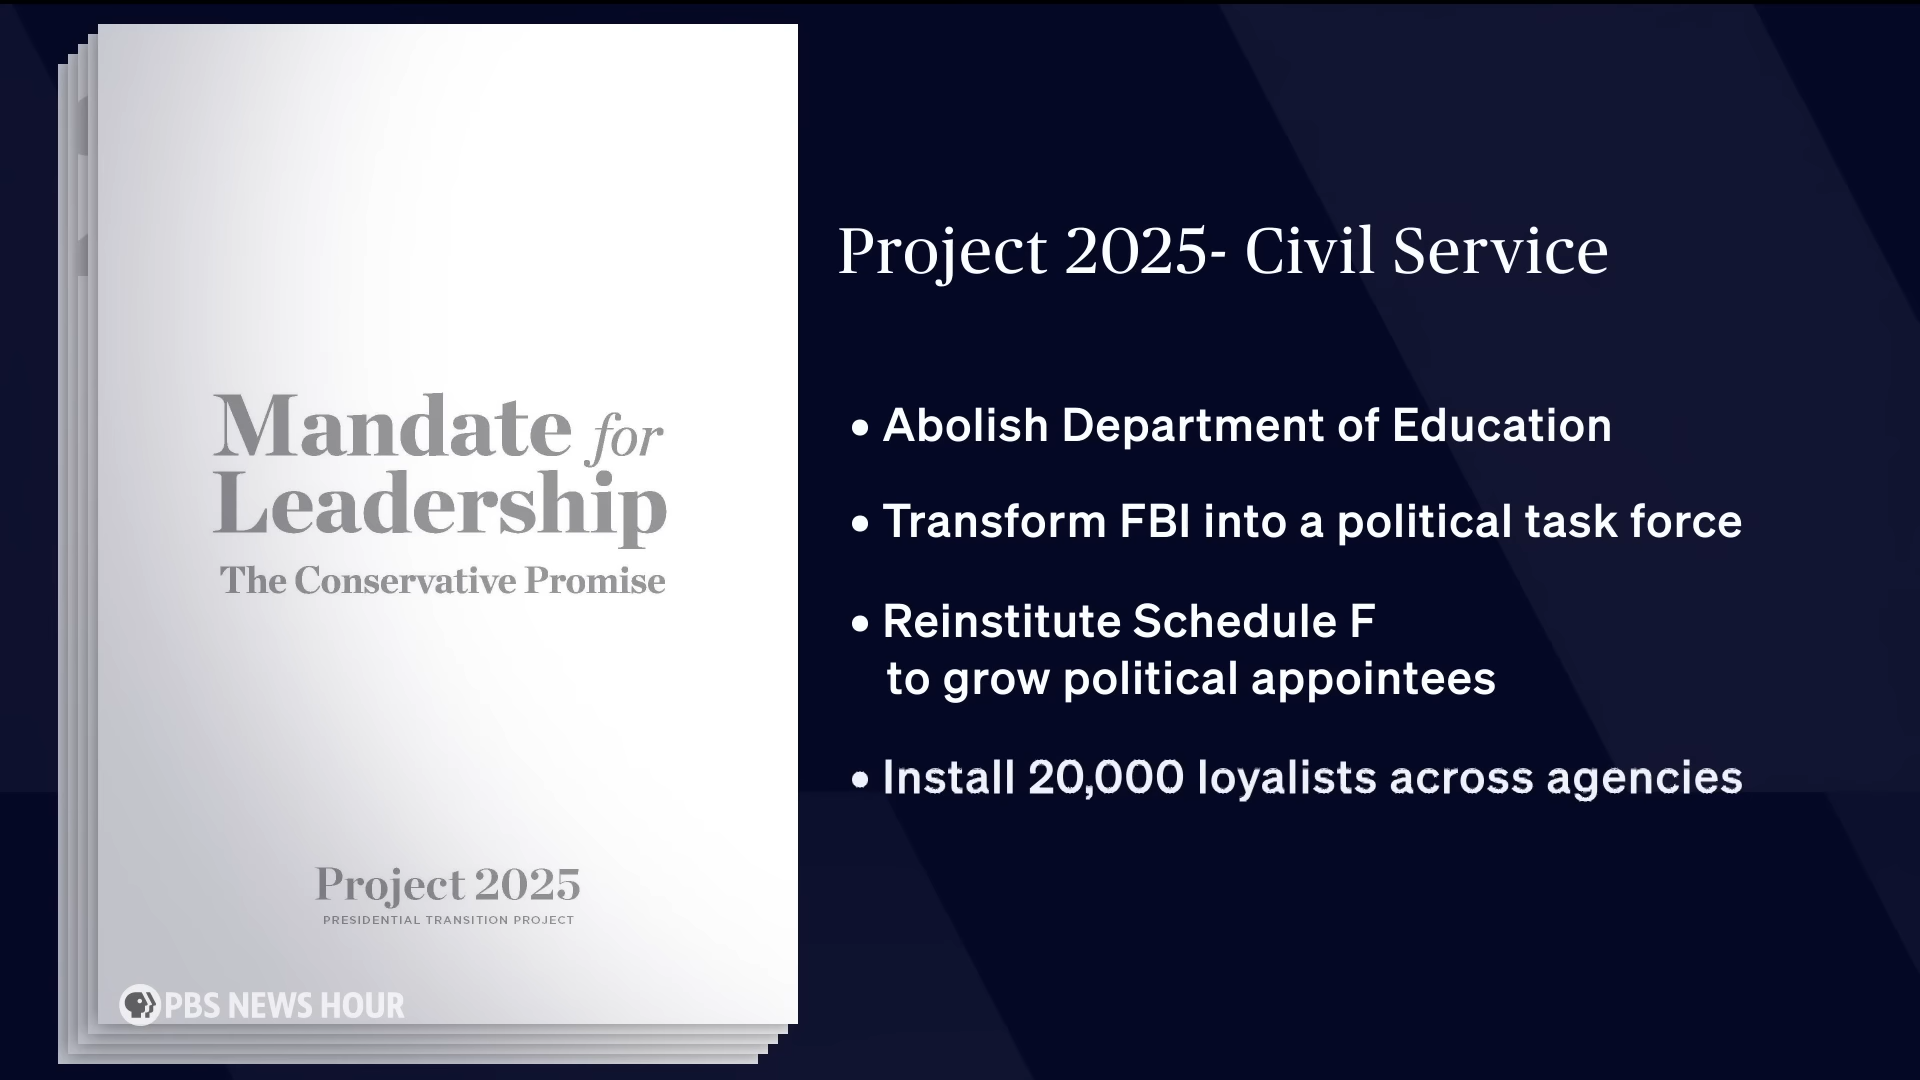 Mandate for
Leadership
The Conservative Promise
Project 2025
PRESIDENTIAL TRANSITION PROJECT
PBS NEWS HOUR
Project 2025- Civil Service
• Abolish Department of Education
• Transform FBI into a political task force
• Reinstitute Schedule F
to grow political appointees
• Install 20,000 loyalists across agencies